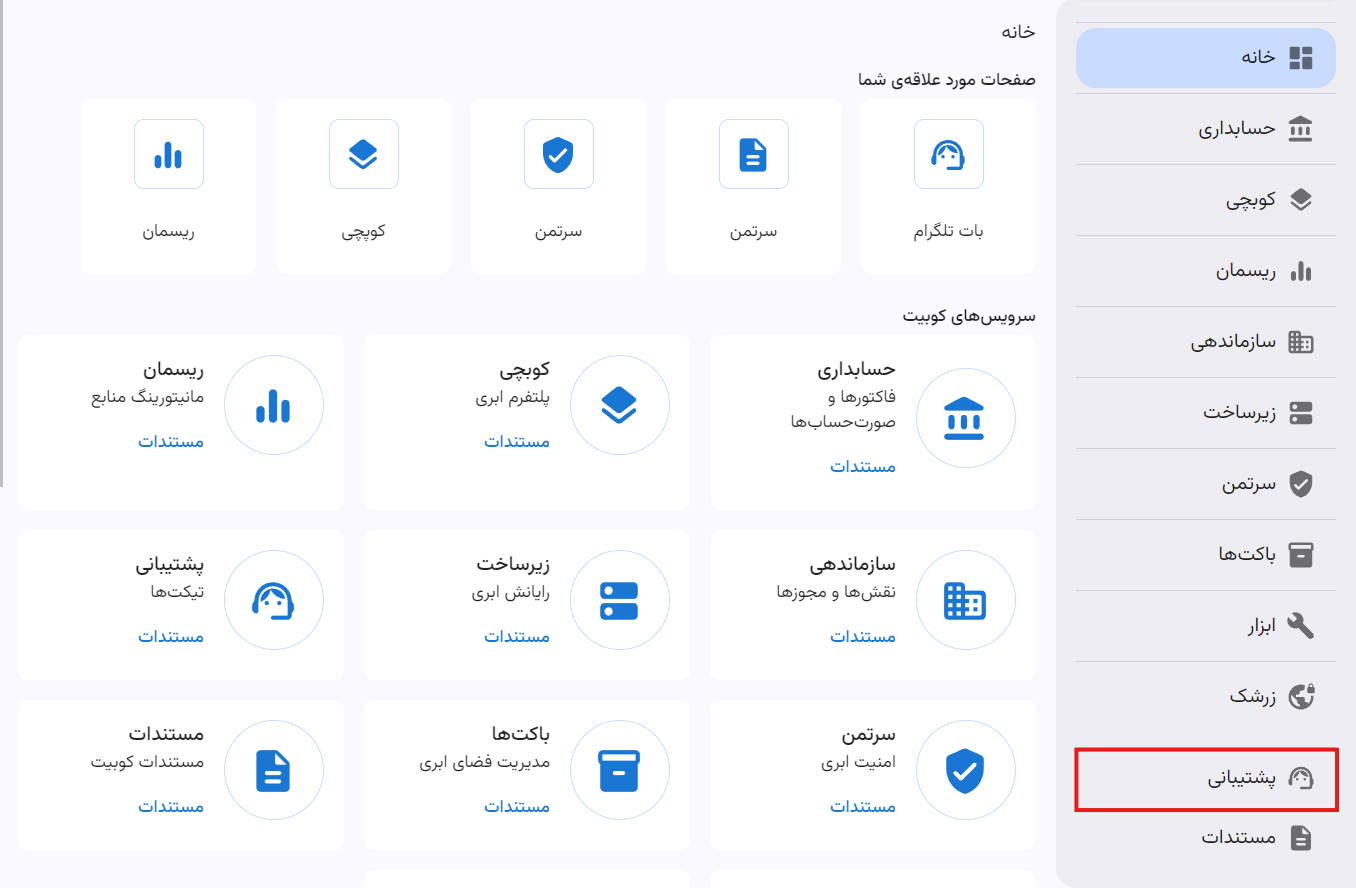 خانه
حسابداری
کوبچی
ریسمان
سازماندهی
زیرساخت
سرتمن
باکت‌ها
ابزار
زرشک
پشتیبانی
مستندات
خانه
صفحات مورد علاقه‌ی شما
بات تلگرام
سرتمن
سرتمن
کوپچی
ریسمان
سرویس‌های کوبیت
حسابداری
فاکتورها و
صورت‌حساب‌ها
مستندات
کوبچی
پلتفرم ابری
مستندات
ریسمان
مانیتورینگ منابع
مستندات
سازماندهی
نقش‌ها و مجوزها
مستندات
زیرساخت
رایانش ابری
مستندات
پشتیبانی
تیکت‌ها
مستندات
سرتمن
امنیت ابری
مستندات
باکت‌ها
مدیریت فضای ابری
مستندات
مستندات
مستندات کوبیت
مستندات